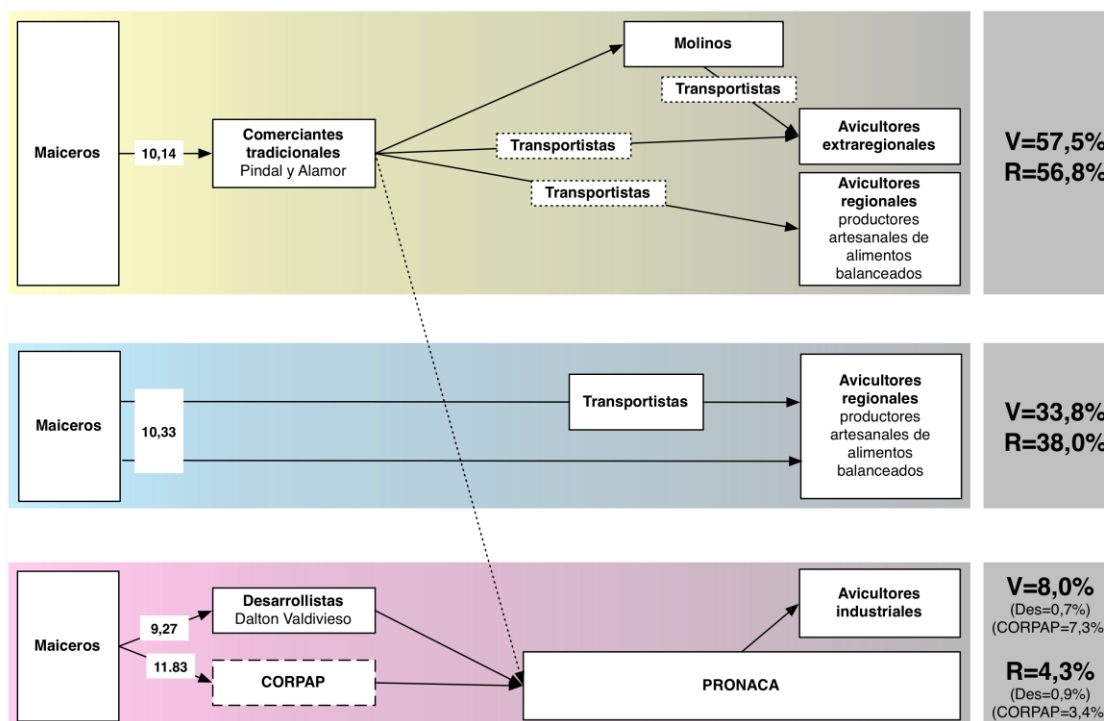 Maiceros
10,14
Comerciantes
tradicionales
Pindal y Alamor
Molinos
Transportistas
Transportistas
Transportistas
Avicultores
extraregionales
Avicultores
regionales
productores
artesanales de
alimentos
balanceados
V=57,5%
R=56,8%
Maiceros
10,33
Transportistas
Avicultores
regionales
productores
artesanales de
alimentos
balanceados
V=33,8%
R=38,0%
Maiceros
9,27
11.83
Desarrollistas
Dalton Valdivieso
CORPAP
PRONACA
Avicultores
industriales
V=8,0%
(Des=0,7%)
(CORPAP=7,3%
R=4,3%
(Des=0,9%)
(CORPAP=3,4%